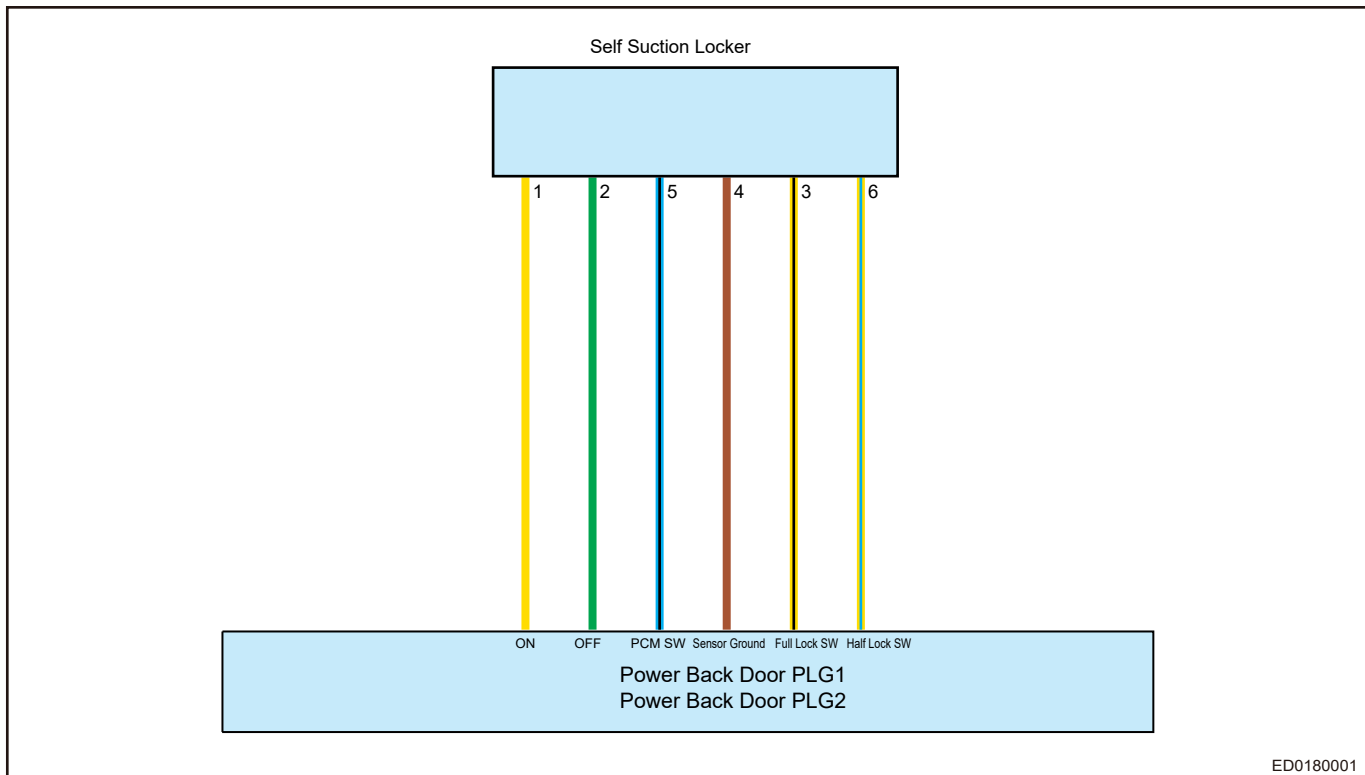 Self Suction Locker
1 2 5 4 3 6
ON OFF PCM SW Sensor Ground Full Lock SW Half Lock SW
Power Back Door PLG1
Power Back Door PLG2
ED0180001